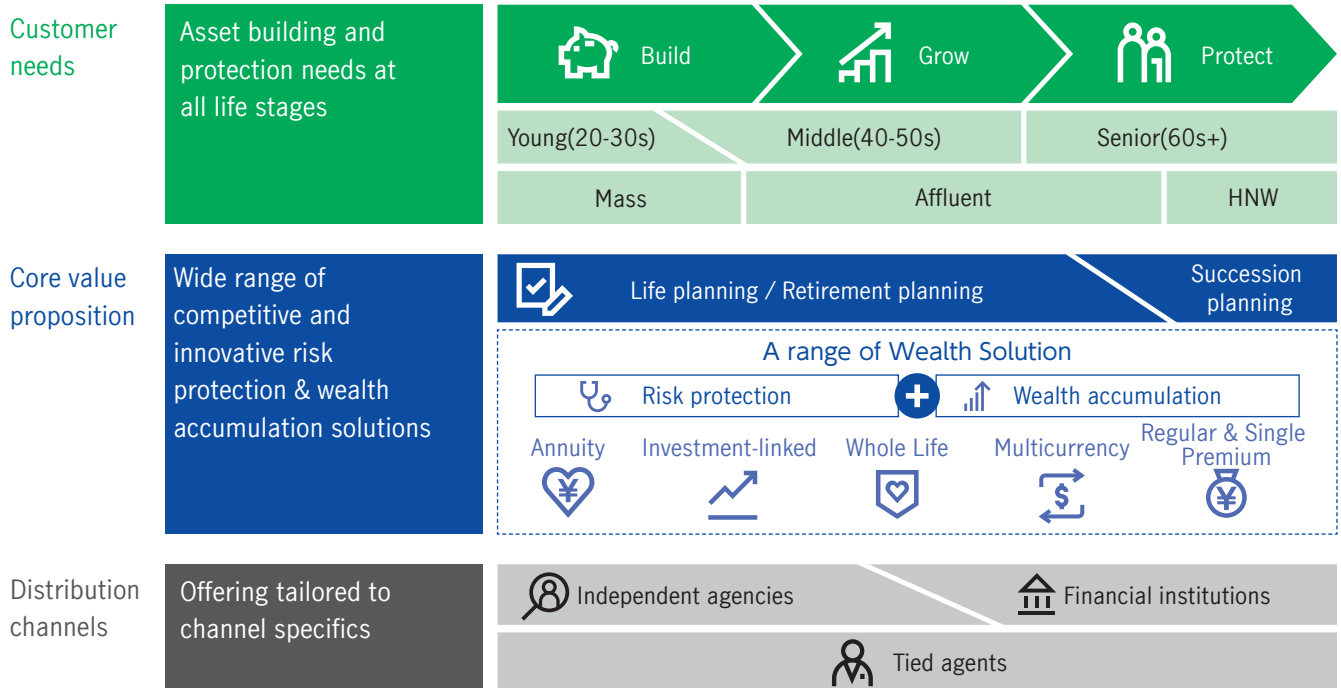 Customer
needs
Asset building and
protection needs at
all life stages
Build
Grow
Protect
Young(20-30s)
Middle(40-50s)
Senior(60s+)
Mass
Affluent
HNW
Core value
proposition
Wide range of
competitive and
innovative risk
protection & wealth
accumulation solutions
Life planning / Retirement planning
Succession
planning
A range of Wealth Solution
Risk protection
+
Wealth accumulation
Annuity
Investment-linked
Whole Life
Multicurrency
Regular & Single
Premium
¥
$
¥
Distribution
channels
Offering tailored to
channel specifics
Independent agencies
Financial institutions
Tied agents